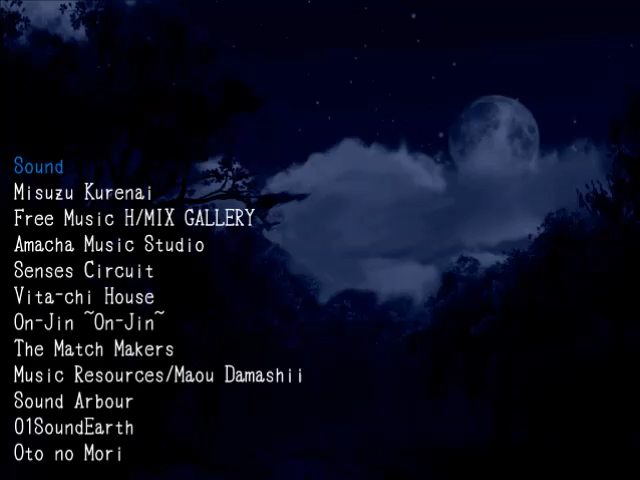 Sound
Misuzu Kurenai
Free Music H/MIX GALLERY
Amacha Music Studio
Senses Circuit
Vita-chi House
On-Jin ~On-Jin~
The Match Makers
Music Resources/Maou Damashii
Sound Arbour
01SoundEarth
Oto no Mori